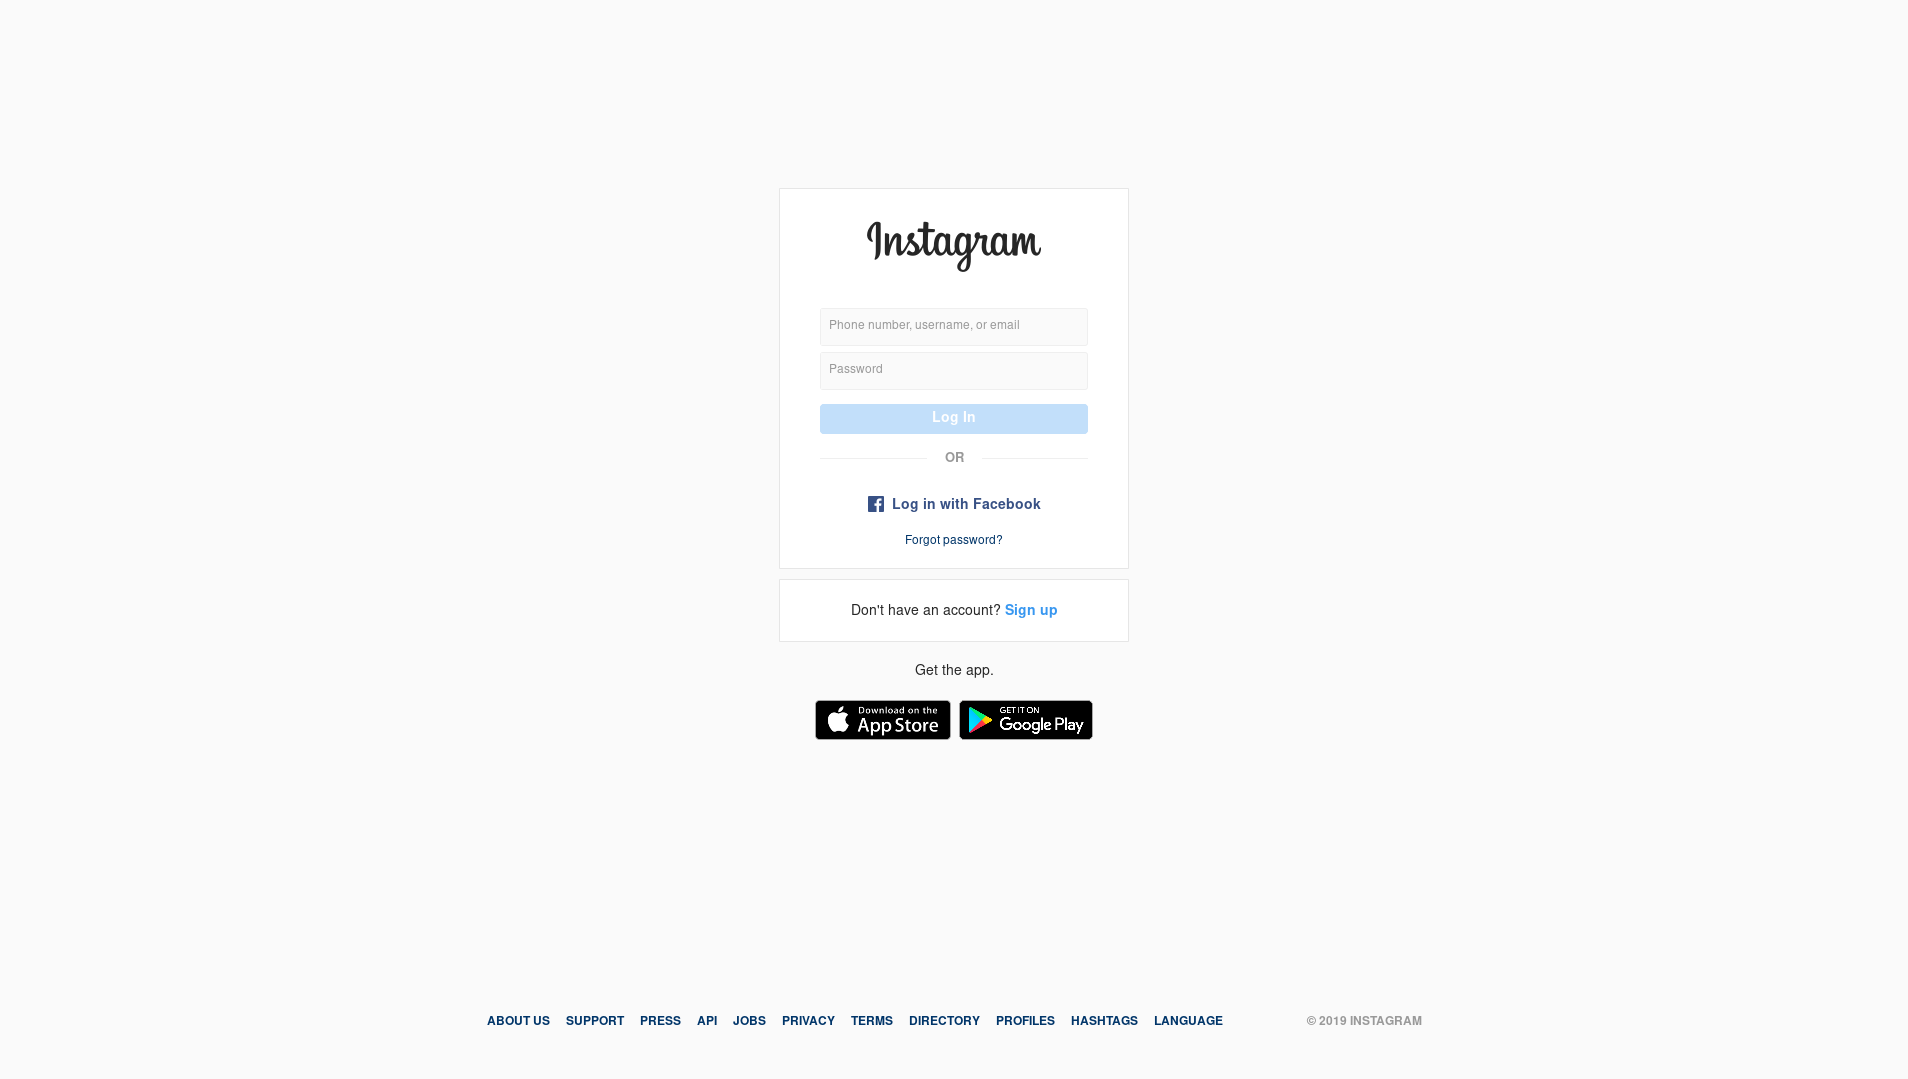 Instagram
Phone number, username, or email
Password
Log In
OR
Log in with Facebook
Forgot password?
Don't have an account? Sign up
Get the app.
Download on the App Store
GET IT ON Google Play
ABOUT US SUPPORT PRESS API JOBS PRIVACY TERMS DIRECTORY PROFILES HASHTAGS LANGUAGE © 2019 INSTAGRAM